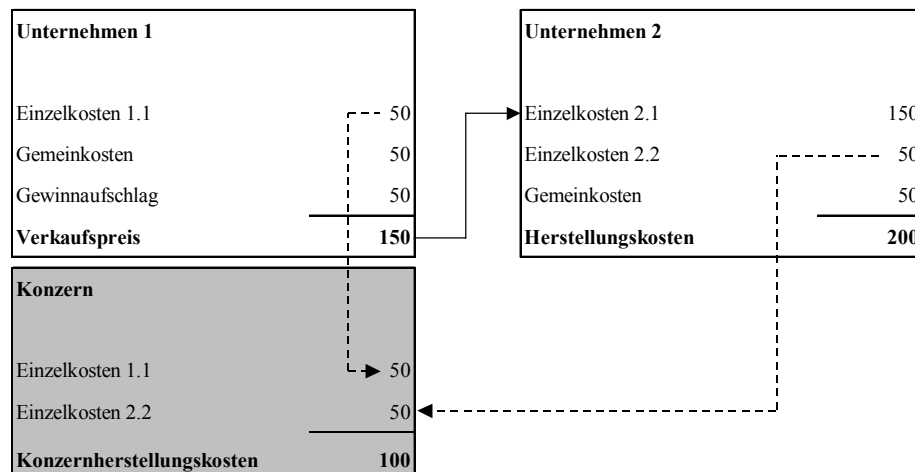 Unternehmen 1
Einzelkosten 1.1 50
Gemeinkosten 50
Gewinnaufschlag 50
Verkaufspreis 150
Unternehmen 2
Einzelkosten 2.1 150
Einzelkosten 2.2 50
Gemeinkosten 50
Herstellungskosten 200
Konzern
Einzelkosten 1.1 50
Einzelkosten 2.2 50
Konzernherstellungskosten 100